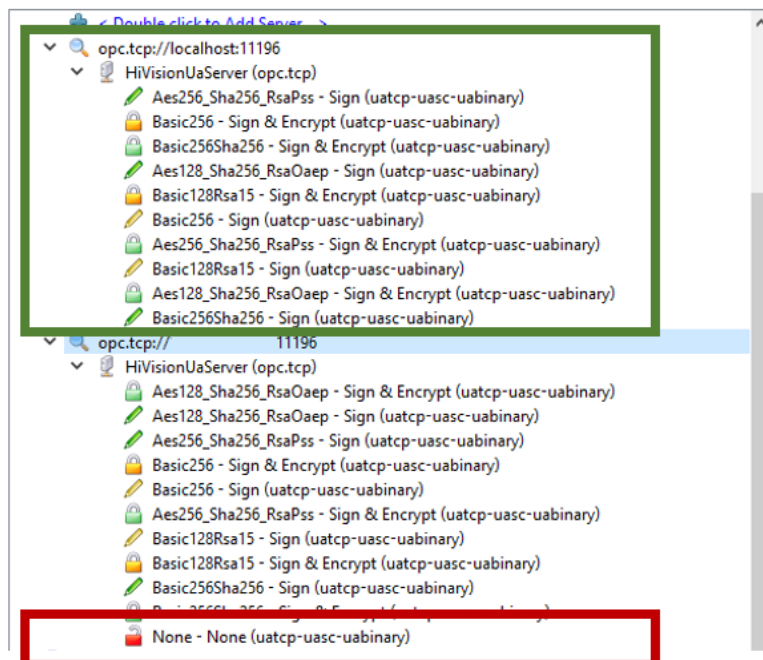 < Double click to Add Server... >
opc.tcp://localhost:11196
HiVisionUaServer (opc.tcp)
Aes256_Sha256_RsaPss - Sign (uatcp-uasc-uabinary)
Basic256 - Sign & Encrypt (uatcp-uasc-uabinary)
Basic256Sha256 - Sign & Encrypt (uatcp-uasc-uabinary)
Aes128_Sha256_RsaOaep - Sign (uatcp-uasc-uabinary)
Basic128Rsa15 - Sign & Encrypt (uatcp-uasc-uabinary)
Basic256 - Sign (uatcp-uasc-uabinary)
Aes256_Sha256_RsaPss - Sign & Encrypt (uatcp-uasc-uabinary)
Basic128Rsa15 - Sign (uatcp-uasc-uabinary)
Aes128_Sha256_RsaOaep - Sign & Encrypt (uatcp-uasc-uabinary)
Basic256Sha256 - Sign (uatcp-uasc-uabinary)
opc.tcp:// 11196
HiVisionUaServer (opc.tcp)
Aes128_Sha256_RsaOaep - Sign & Encrypt (uatcp-uasc-uabinary)
Aes128_Sha256_RsaOaep - Sign (uatcp-uasc-uabinary)
Aes256_Sha256_RsaPss - Sign (uatcp-uasc-uabinary)
Basic256 - Sign & Encrypt (uatcp-uasc-uabinary)
Basic256 - Sign (uatcp-uasc-uabinary)
Aes256_Sha256_RsaPss - Sign & Encrypt (uatcp-uasc-uabinary)
Basic128Rsa15 - Sign (uatcp-uasc-uabinary)
Basic128Rsa15 - Sign & Encrypt (uatcp-uasc-uabinary)
Basic256Sha256 - Sign (uatcp-uasc-uabinary)
Basic256Sha256 - Sign & Encrypt (uatcp-uasc-uabinary)
None - None (uatcp-uasc-uabinary)